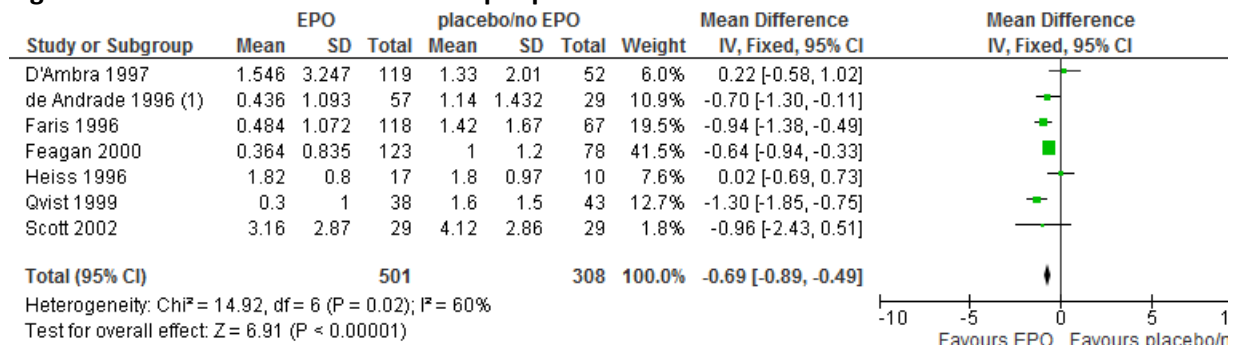 EPO placebo/no EPO Mean Difference Mean Difference
Study or Subgroup Mean SD Total Mean SD Total Weight IV, Fixed, 95% CI IV, Fixed, 95% CI
D'Ambra 1997 1.546 3.247 119 1.33 2.01 52 6.0% 0.22 [-0.58, 1.02]
de Andrade 1996 (1) 0.436 1.093 57 1.14 1.432 29 10.9% -0.70 [-1.30, -0.11]
Faris 1996 0.484 1.072 118 1.42 1.67 67 19.5% -0.94 [-1.38, -0.49]
Feagan 2000 0.364 0.835 123 1 1.2 78 41.5% -0.64 [-0.94, -0.33]
Heiss 1996 1.82 0.8 17 1.8 0.97 10 7.6% 0.02 [-0.69, 0.73]
Qvist 1999 0.3 1 38 1.6 1.5 43 12.7% -1.30 [-1.85, -0.75]
Scott 2002 3.16 2.87 29 4.12 2.86 29 1.8% -0.96 [-2.43, 0.51]
Total (95% CI) 501 308 100.0% -0.69 [-0.89, -0.49]
Heterogeneity: Chi² = 14.92, df = 6 (P = 0.02); I² = 60%
Test for overall effect: Z = 6.91 (P < 0.00001)
-10 -5 0 5 1
Favours EPO Favours placebo/n